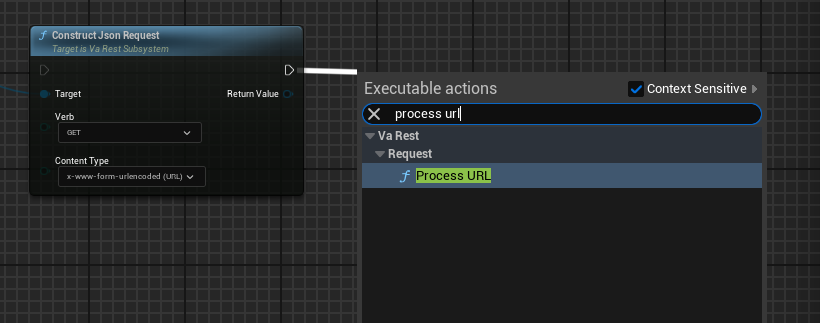 f Construct Json Request
Target is Va Rest Subsystem
Target
Return Value
Verb
GET
Content Type
x-www-form-urlencoded (URL)
Executable actions
Context Sensitive
process url
Va Rest
Request
f Process URL